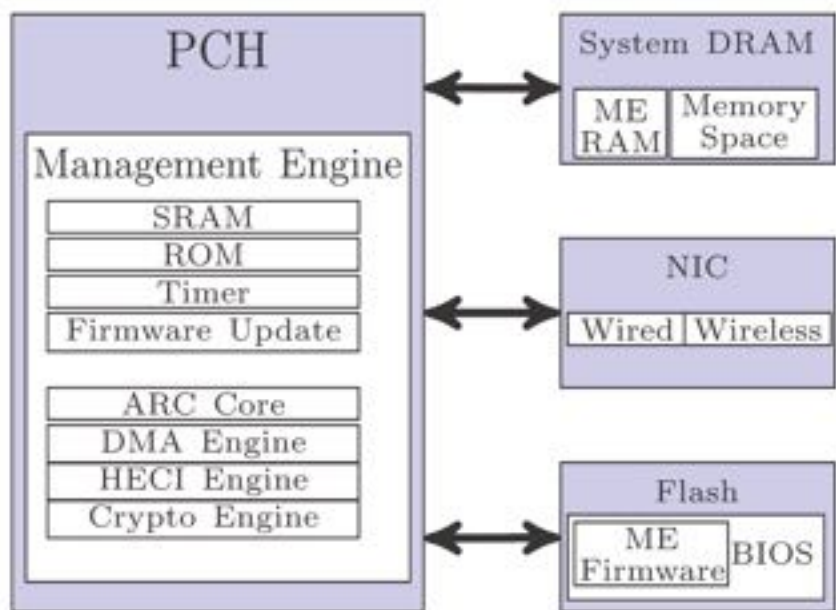 PCH
Management Engine
SRAM
ROM
Timer
Firmware Update
ARC Core
DMA Engine
HECI Engine
Crypto Engine
System DRAM
ME
RAM
Memory
Space
NIC
Wired
Wireless
Flash
ME
Firmware
BIOS